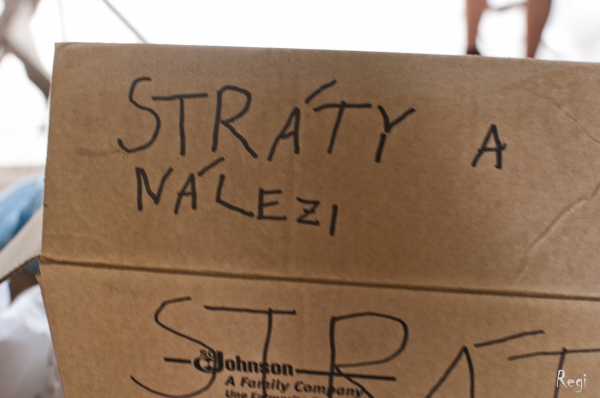 STRÁTY A
NÁLEZI
STRÁT
Johnson
A Family Company
Regi